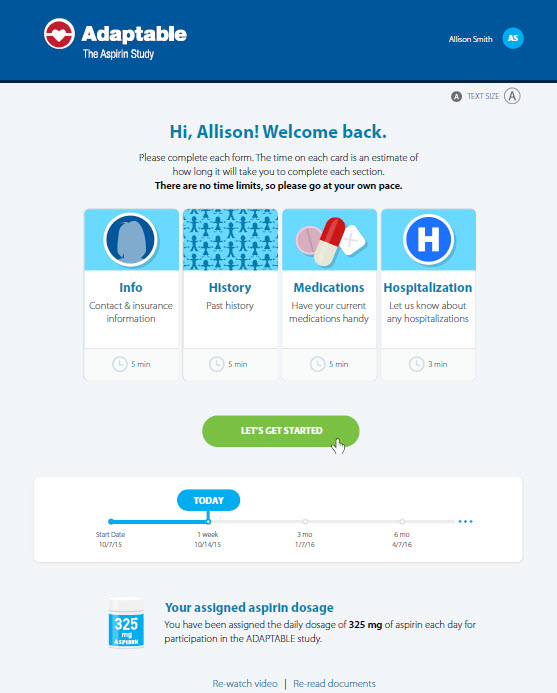 Adaptable
The Aspirin Study
Allison Smith
AS
A TEXT SIZE A
Hi, Allison! Welcome back.
Please complete each form. The time on each card is an estimate of
how long it will take you to complete each section.
There are no time limits, so please go at your own pace.
H
Info
Contact & insurance
information
5 min
History
Past history
5 min
Medications
Have your current
medications handy
5 min
Hospitalization
Let us know about
any hospitalizations
3 min
LET'S GET STARTED
TODAY
Start Date
10/7/15
1 week
10/14/15
3 mo
1/7/16
6 mo
4/7/16
325
mg
ASPIRIN
Your assigned aspirin dosage
You have been assigned the daily dosage of 325 mg of aspirin each day for
participation in the ADAPTABLE study.
Re-watch video | Re-read documents